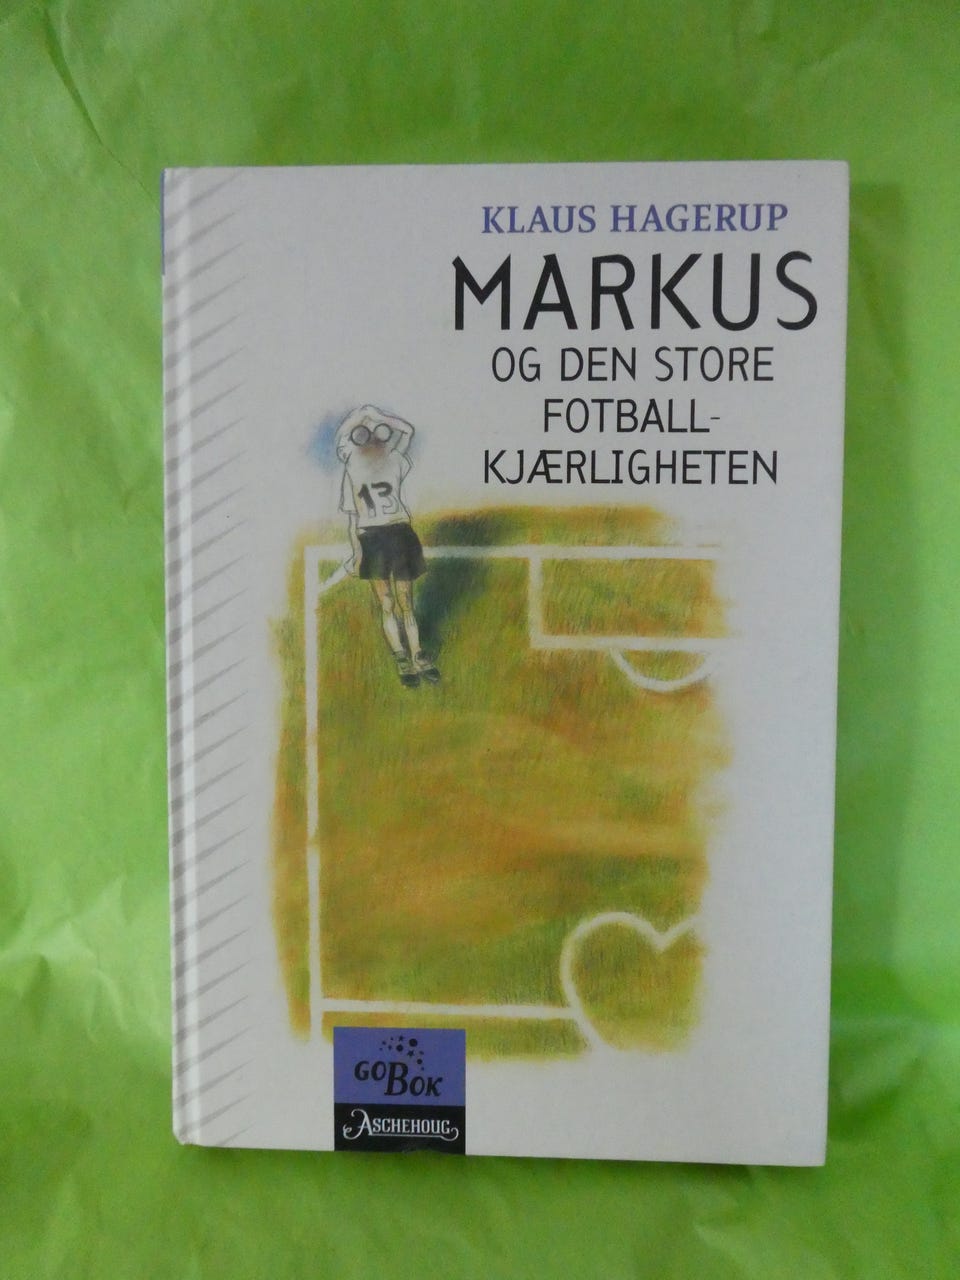 KLAUS HAGERUP
MARKUS
OG DEN STORE
FOTBALL-
KJÆRLIGHETEN
13
GO BOK
ASCHEHOUG